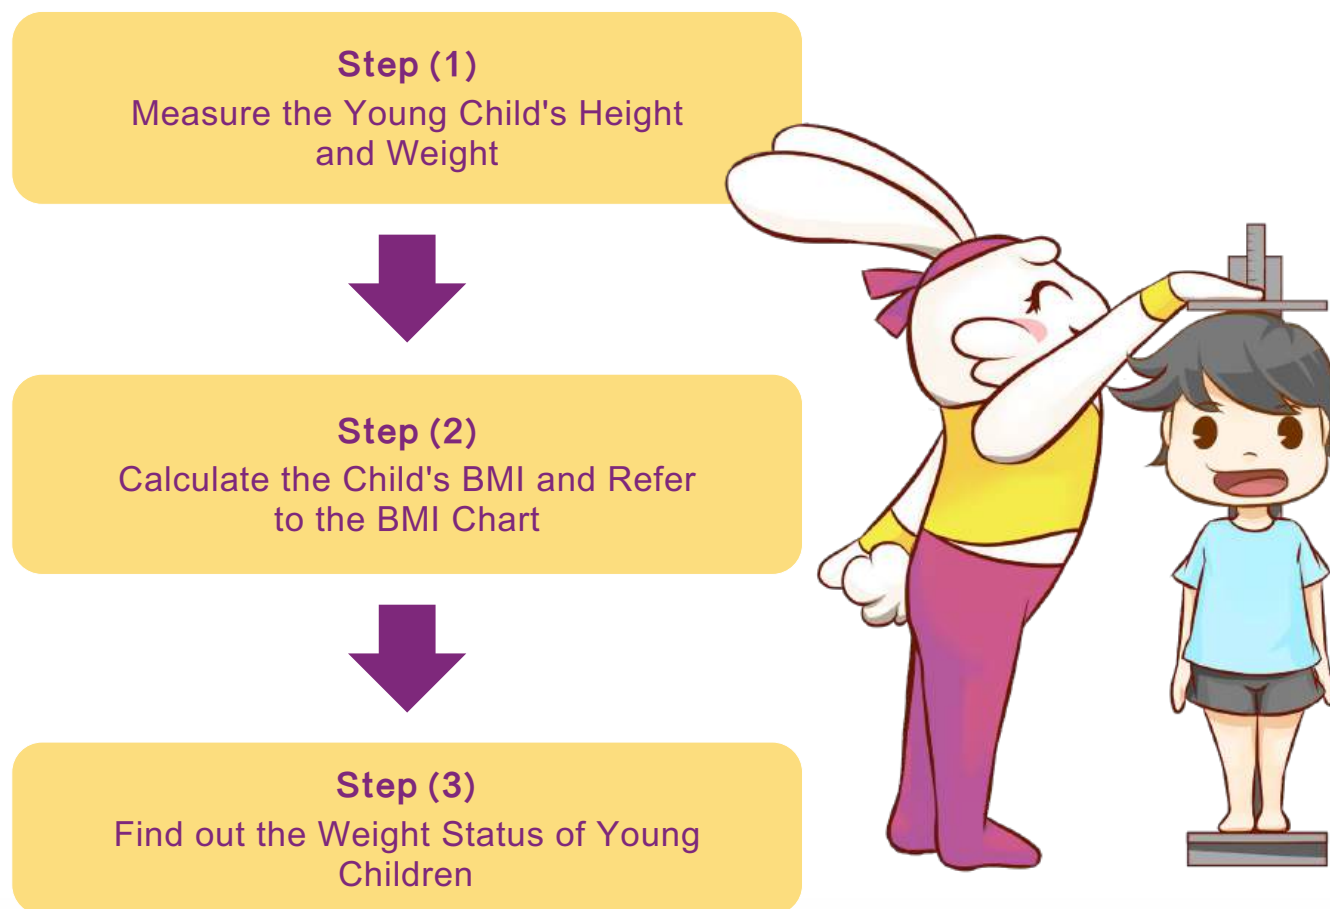 Step (1)
Measure the Young Child's Height
and Weight
Step (2)
Calculate the Child's BMI and Refer
to the BMI Chart
Step (3)
Find out the Weight Status of Young
Children